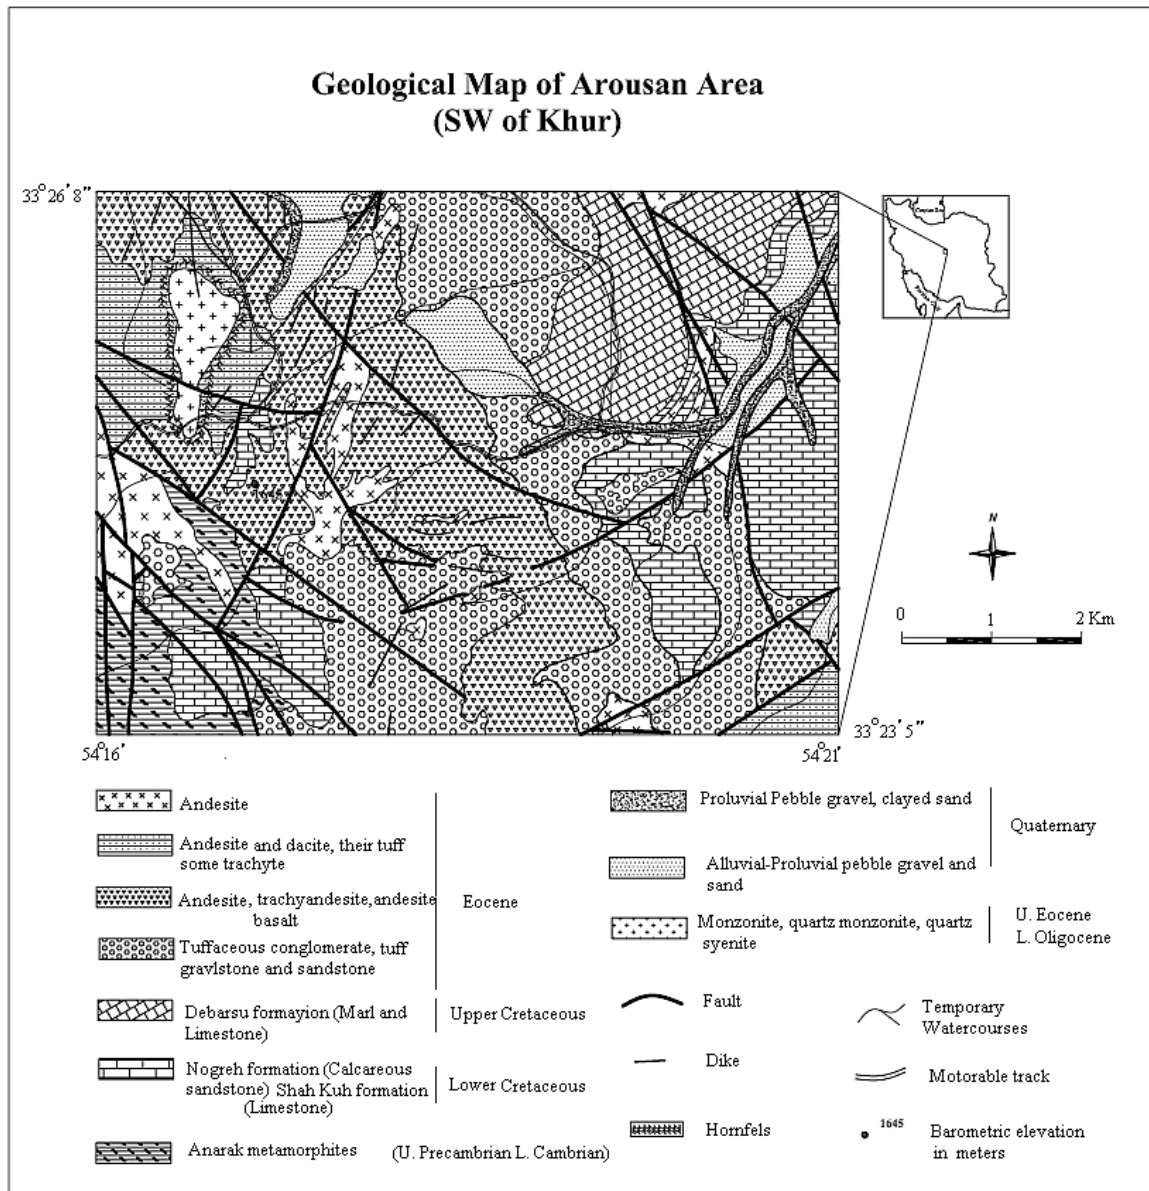 Geological Map of Arousan Area
(SW of Khur)
33° 26' 8"
1645
N
0 1 2 Km
33° 23' 5"
54° 16'
54° 21'
Andesite
Andesite and dacite, their tuff
some trachyte
Andesite, trachyandesite, andesite
basalt
Tuffaceous conglomerate, tuff
gravlstone and sandstone
Eocene
Debarsu formayion (Marl and
Limestone)
Upper Cretaceous
Nogreh formation (Calcareous
sandstone) Shah Kuh formation
(Limestone)
Lower Cretaceous
Anarak metamorphites (U. Precambrian L. Cambrian)
Proluvial Pebble gravel, clayed sand
Alluvial-Proluvial pebble gravel and
sand
Quaternary
Monzonite, quartz monzonite, quartz
syenite
U. Eocene
L. Oligocene
Fault
Dike
Hornfels
Temporary
Watercourses
Motorable track
1645
Barometric elevation
in meters